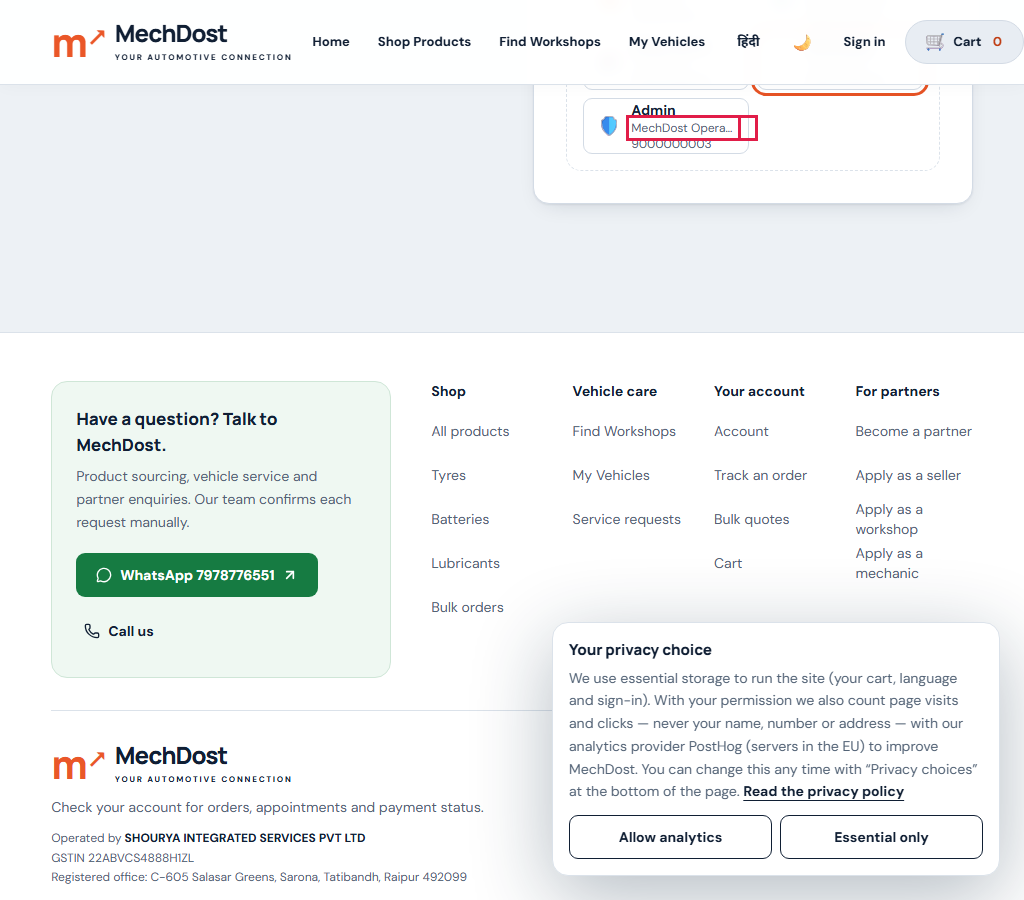 m MechDost
YOUR AUTOMOTIVE CONNECTION
Home Shop Products Find Workshops My Vehicles हिंदी Sign in Cart 0
Admin
MechDost Opera...
9000000003
Have a question? Talk to
MechDost.
Product sourcing, vehicle service and
partner enquiries. Our team confirms each
request manually.
WhatsApp 7978776551
Call us
Shop
All products
Tyres
Batteries
Lubricants
Bulk orders
Vehicle care
Find Workshops
My Vehicles
Service requests
Your account
Account
Track an order
Bulk quotes
Cart
For partners
Become a partner
Apply as a seller
Apply as a
workshop
Apply as a
mechanic
m MechDost
YOUR AUTOMOTIVE CONNECTION
Check your account for orders, appointments and payment status.
Operated by SHOURYA INTEGRATED SERVICES PVT LTD
GSTIN 22ABVCS4888H1ZL
Registered office: C-605 Salasar Greens, Sarona, Tatibandh, Raipur 492099
Your privacy choice
We use essential storage to run the site (your cart, language
and sign-in). With your permission we also count page visits
and clicks — never your name, number or address — with our
analytics provider PostHog (servers in the EU) to improve
MechDost. You can change this any time with “Privacy choices”
at the bottom of the page. Read the privacy policy
Allow analytics
Essential only